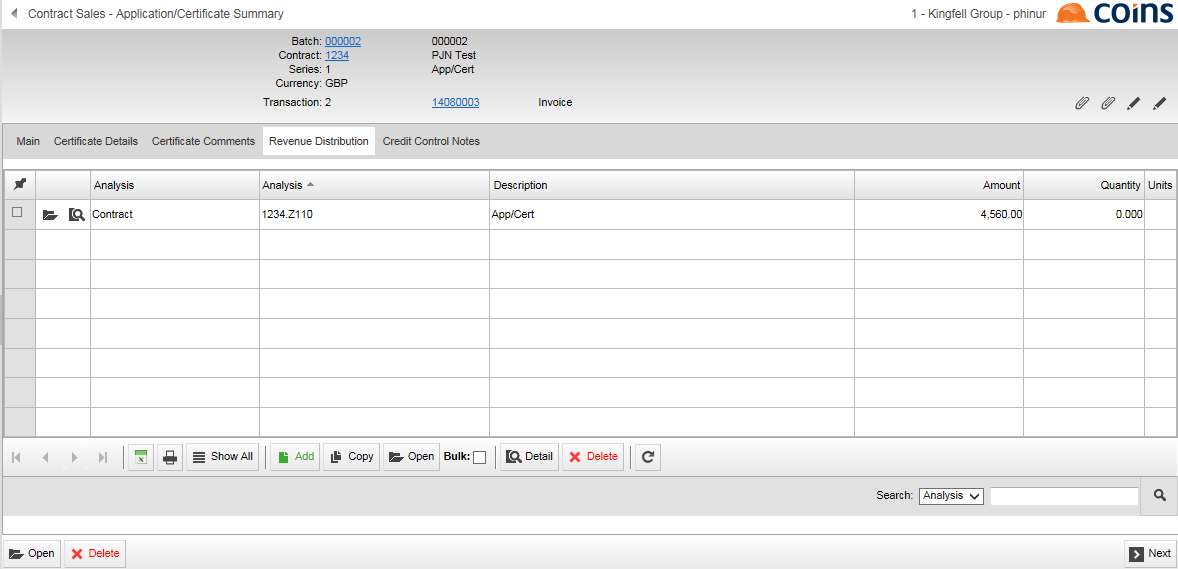 Contract Sales - Application/Certificate Summary 1 - Kingfell Group - phinur COINS
Batch: 000002 000002
Contract: 1234 PJN Test
Series: 1 App/Cert
Currency: GBP
Transaction: 2 14080003 Invoice
Main Certificate Details Certificate Comments Revenue Distribution Credit Control Notes
Analysis Analysis Description Amount Quantity Units
Contract 1234.Z110 App/Cert 4,560.00 0.000
Show All Add Copy Open Bulk: Detail Delete
Search: Analysis
Open Delete Next